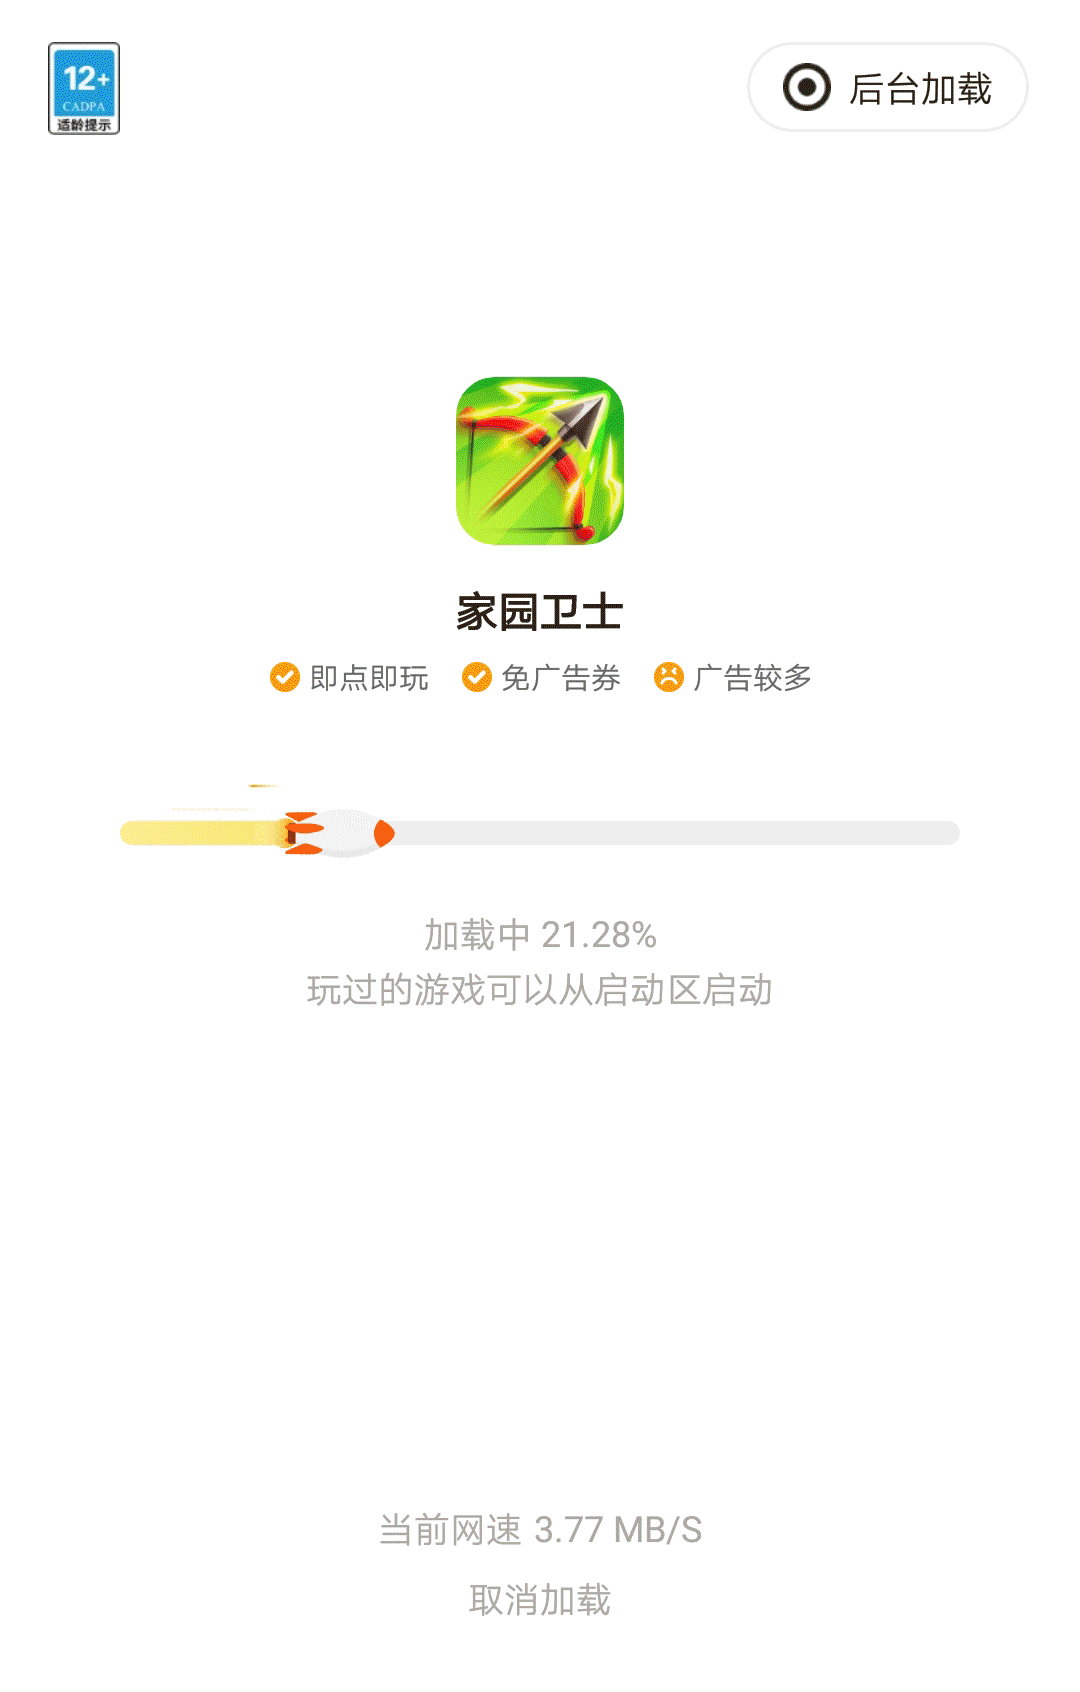 12+
CADPA
适龄提示
后台加载
家园卫士
即点即玩 免广告券 广告较多
加载中 21.28%
玩过的游戏可以从启动区启动
当前网速 3.77 MB/S
取消加载